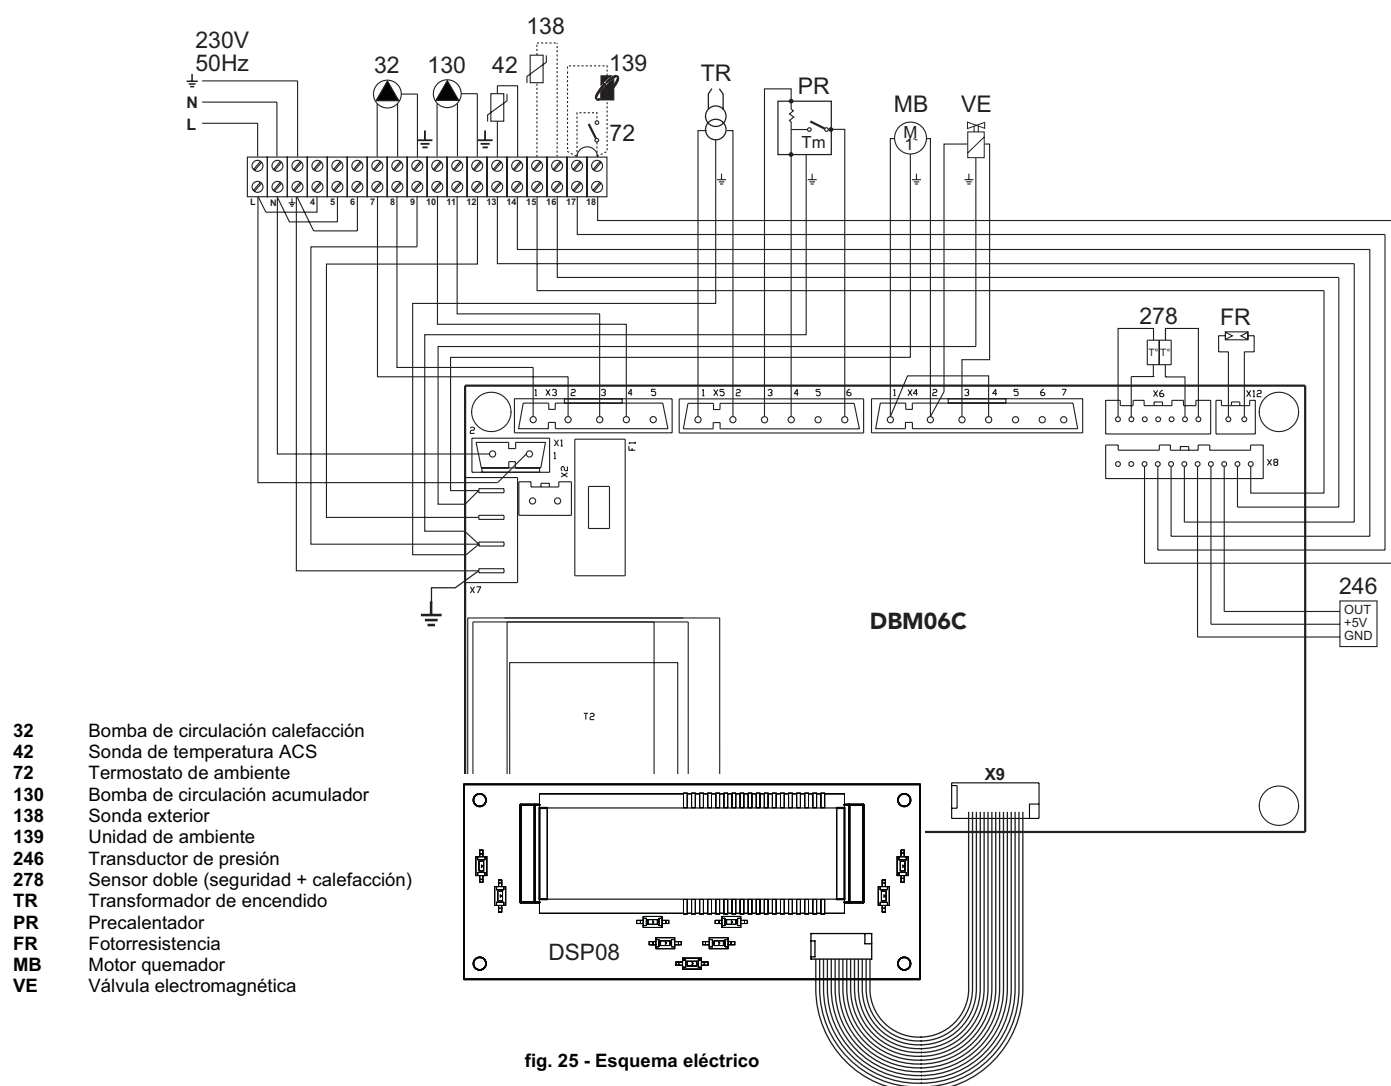 138
230V
50Hz
32
130
42
139
TR
PR
MB
VE
N
L
72
Tm
M
1~
L
N
4
5
6
7
8
9
10
11
12
13
14
15
16
17
18
278
FR
T°
T°
1
X3
2
3
4
5
1
X5
2
3
4
5
6
1
X4
2
3
4
5
6
7
X6
X12
2
X1
1
X2
F1
X8
X7
246
OUT
+5V
GND
DBM06C
T2
X9
DSP08
32 Bomba de circulación calefacción
42 Sonda de temperatura ACS
72 Termostato de ambiente
130 Bomba de circulación acumulador
138 Sonda exterior
139 Unidad de ambiente
246 Transductor de presión
278 Sensor doble (seguridad + calefacción)
TR Transformador de encendido
PR Precalentador
FR Fotorresistencia
MB Motor quemador
VE Válvula electromagnética
fig. 25 - Esquema eléctrico